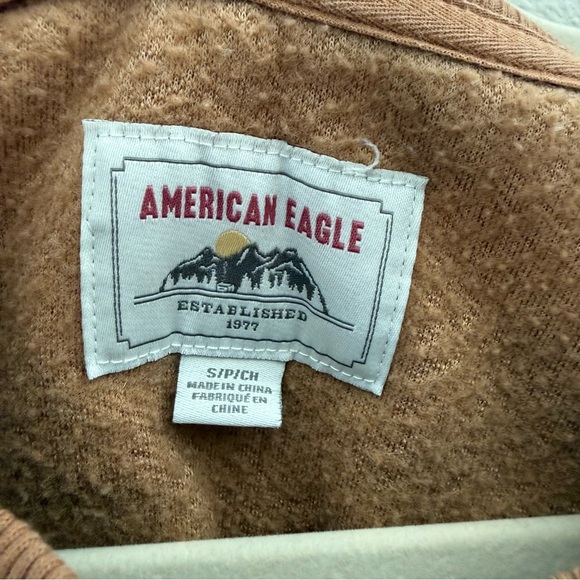 AMERICAN EAGLE
ESTABLISHED
1977
S/P/CH
MADE IN CHINA
FABRIQUÉ EN
CHINE